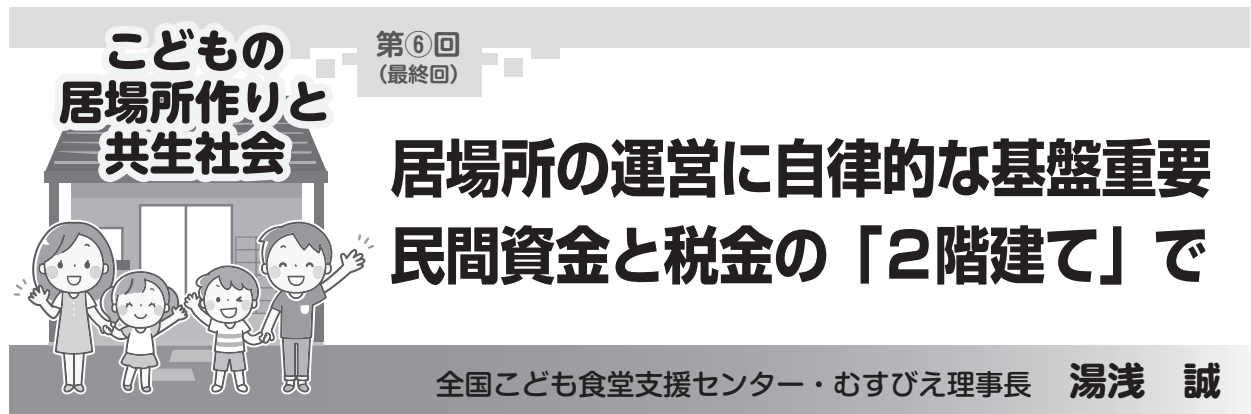 こどもの
居場所作りと
共生社会
第⑥回
（最終回）
居場所の運営に自律的な基盤重要
民間資金と税金の「２階建て」で
全国こども食堂支援センター・むすびえ理事長　湯浅　誠